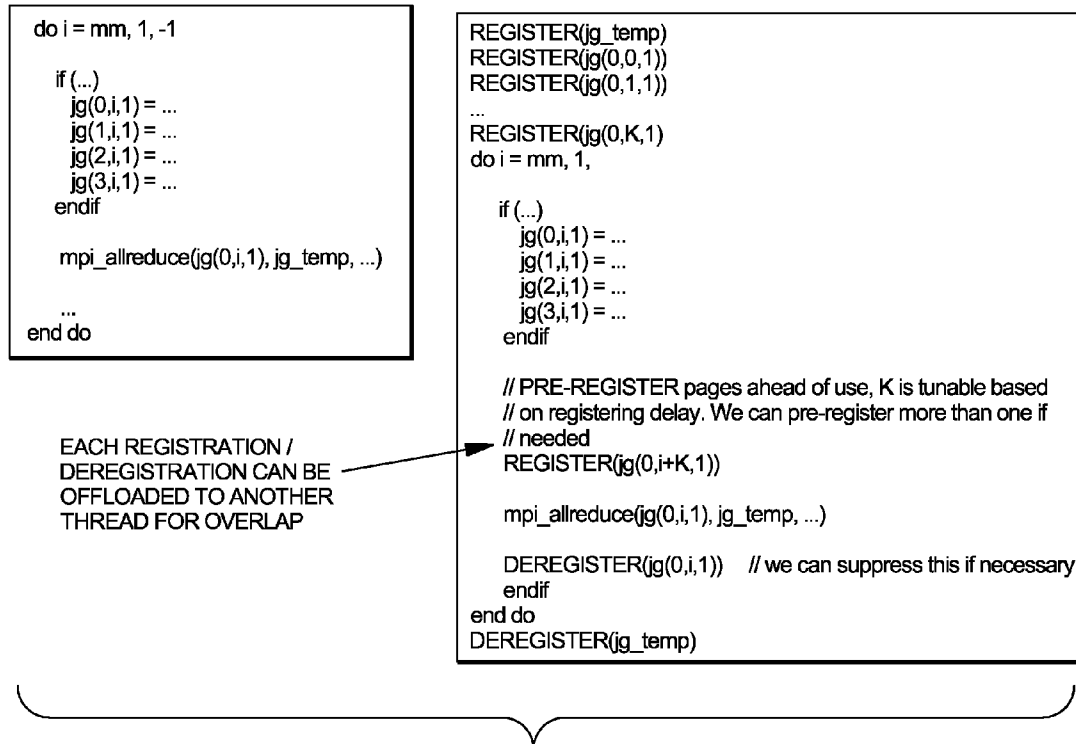 do i = mm, 1, -1
if (...)
jg(0,i,1) = ...
jg(1,i,1) = ...
jg(2,i,1) = ...
jg(3,i,1) = ...
endif
mpi_allreduce(jg(0,i,1), jg_temp, ...)
...
end do
EACH REGISTRATION /
DEREGISTRATION CAN BE
OFFLOADED TO ANOTHER
THREAD FOR OVERLAP
REGISTER(jg_temp)
REGISTER(jg(0,0,1))
REGISTER(jg(0,1,1))
...
REGISTER(jg(0,K,1)
do i = mm, 1,
if (...)
jg(0,i,1) = ...
jg(1,i,1) = ...
jg(2,i,1) = ...
jg(3,i,1) = ...
endif
// PRE-REGISTER pages ahead of use, K is tunable based
// on registering delay. We can pre-register more than one if
// needed
REGISTER(jg(0,i+K,1))
mpi_allreduce(jg(0,i,1), jg_temp, ...)
DEREGISTER(jg(0,i,1)) // we can suppress this if necessary
endif
end do
DEREGISTER(jg_temp)